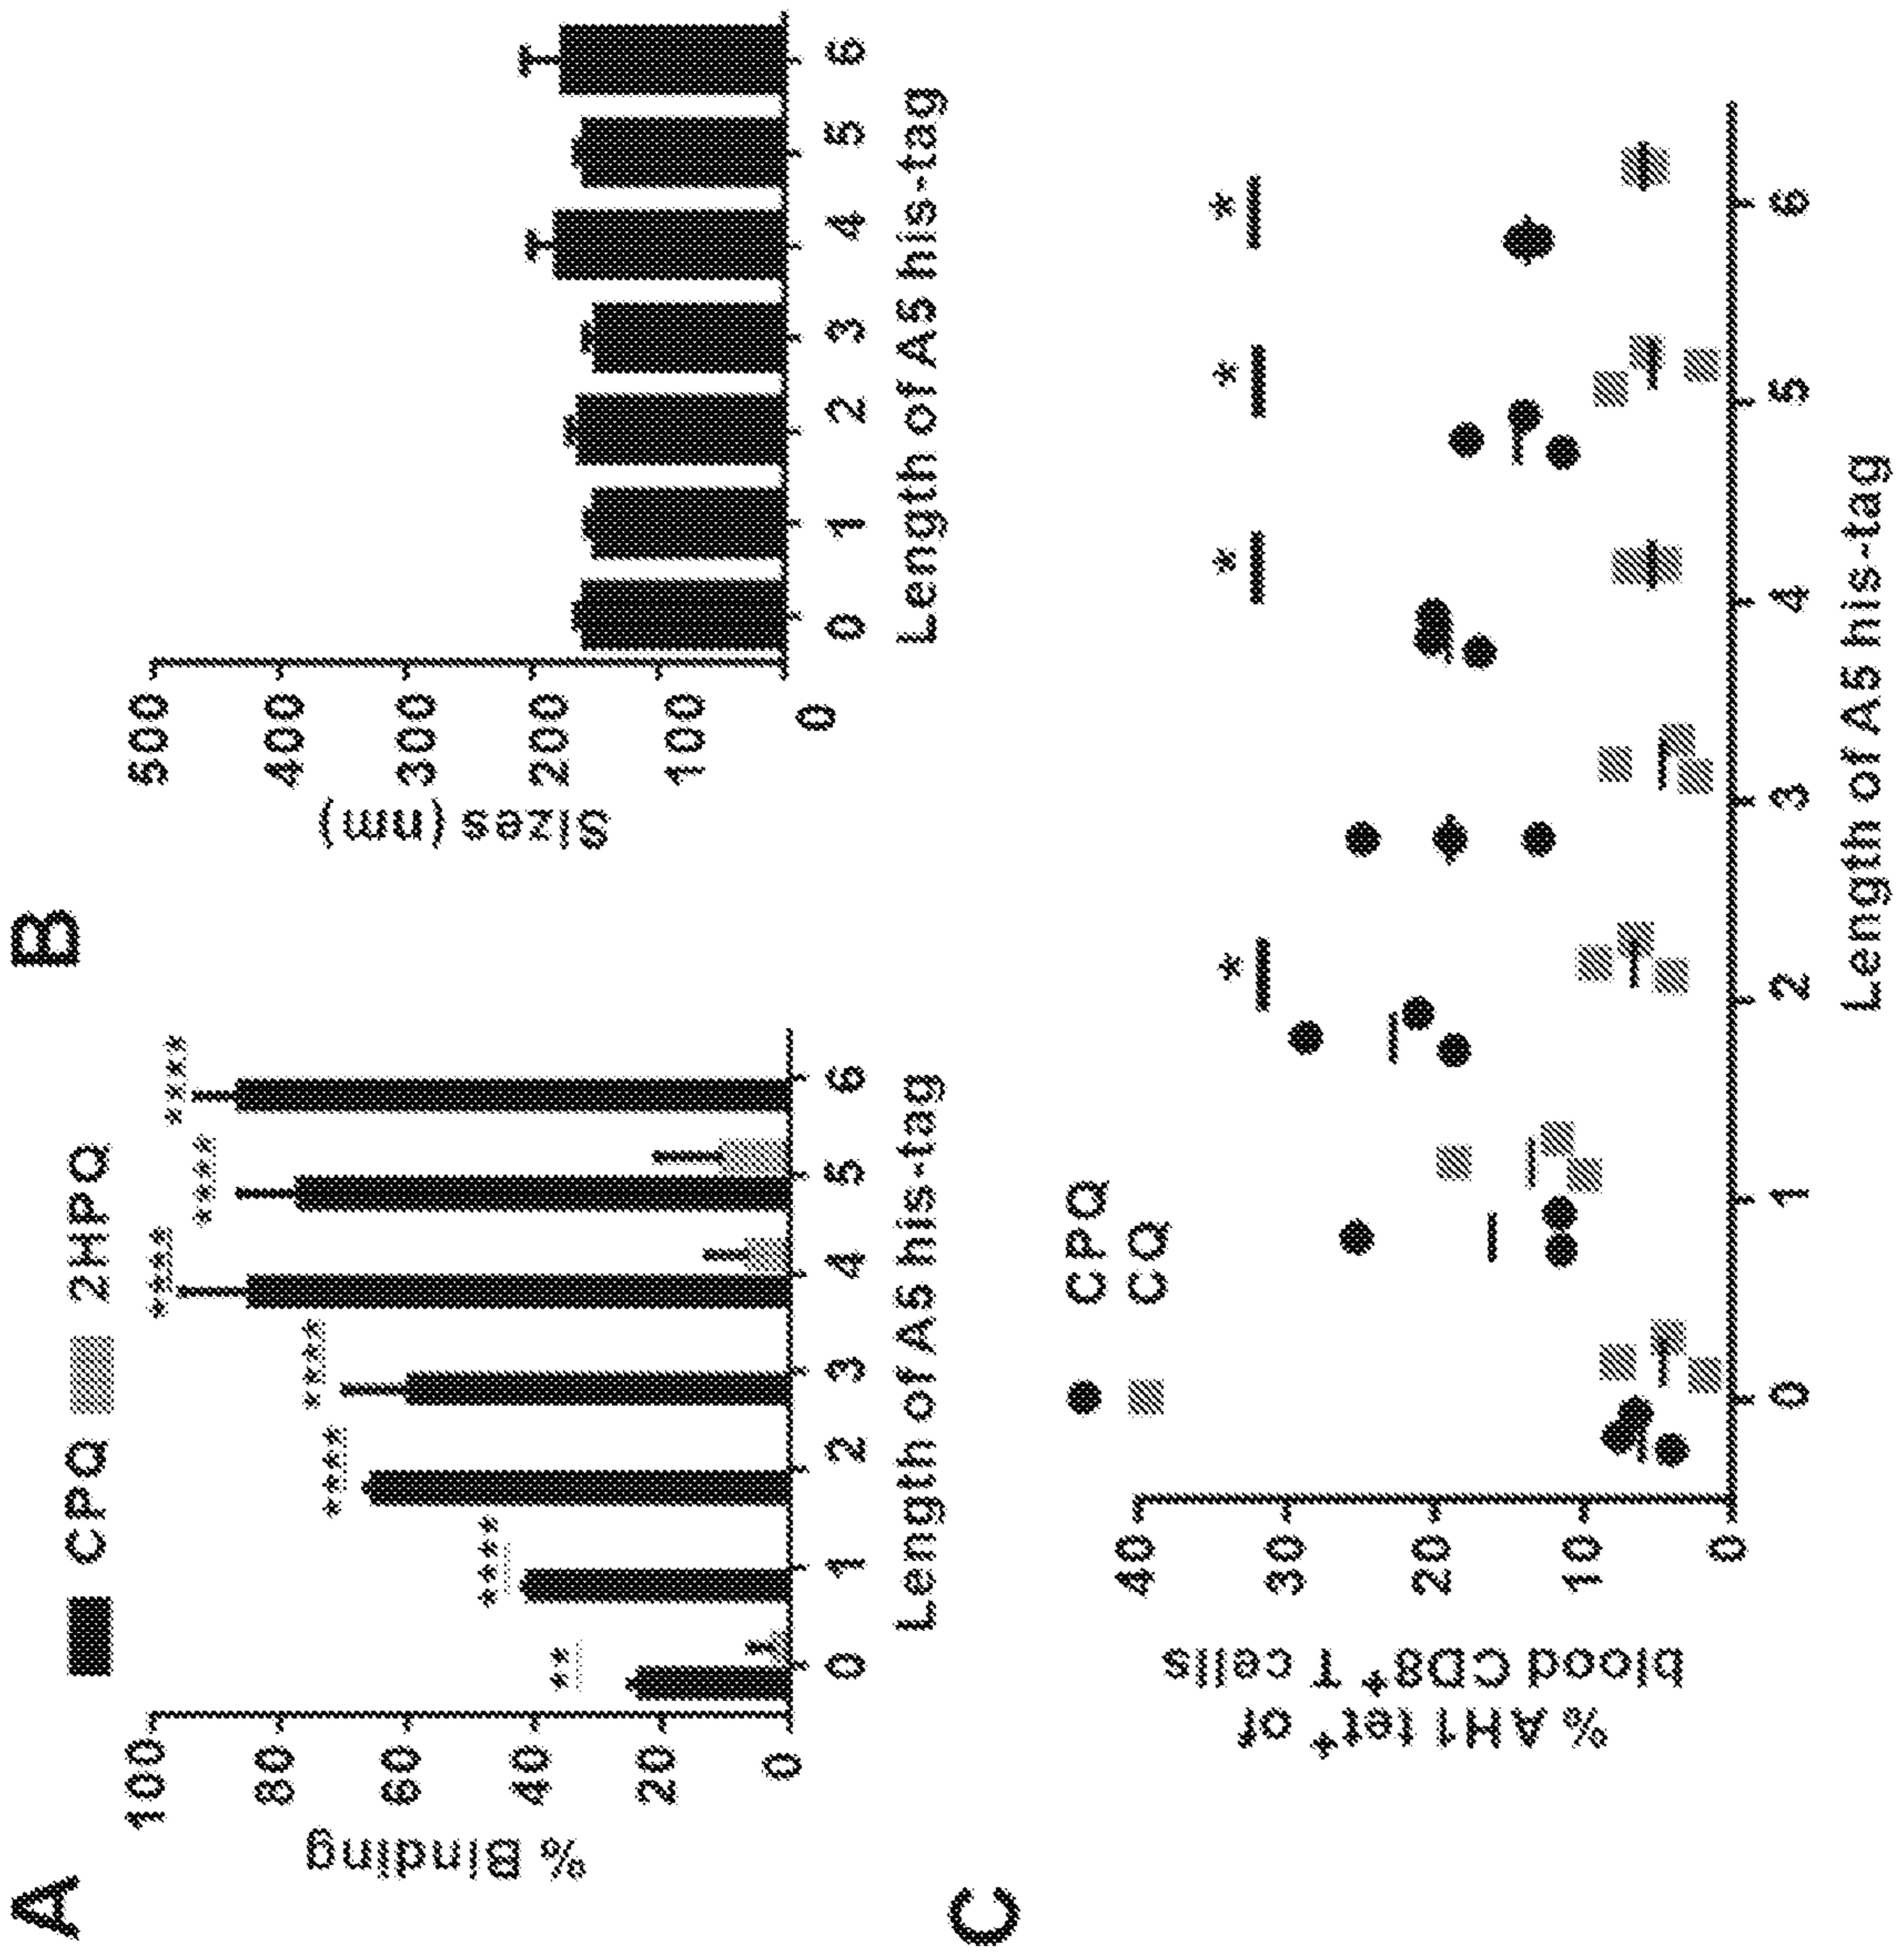 A
CPQ 2HPQ
% Binding
100
80
60
40
20
0
** **** **** **** **** **** ****
0 1 2 3 4 5 6
Length of A5 his-tag
B
Sizes (nm)
500
400
300
200
100
0
0 1 2 3 4 5 6
Length of A5 his-tag
C
CPQ
CQ
% AH1 tet+ of
blood CD8+ T cells
40
30
20
10
0
* * * *
0 1 2 3 4 5 6
Length of A5 his-tag